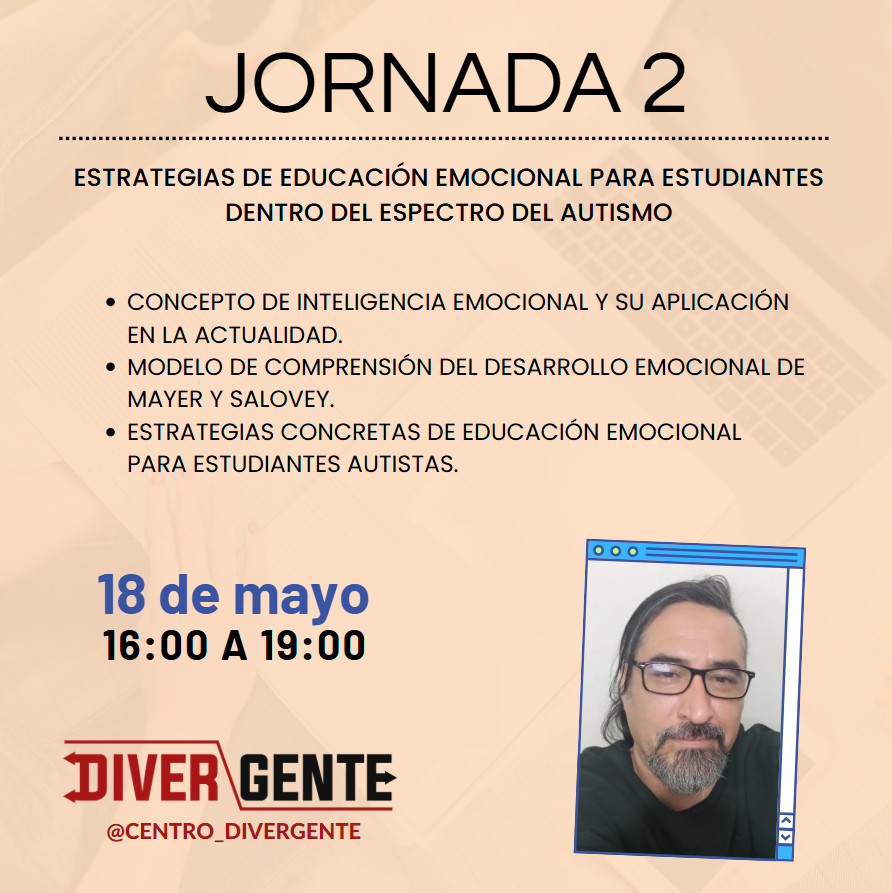 JORNADA 2
ESTRATEGIAS DE EDUCACIÓN EMOCIONAL PARA ESTUDIANTES
DENTRO DEL ESPECTRO DEL AUTISMO
• CONCEPTO DE INTELIGENCIA EMOCIONAL Y SU APLICACIÓN
EN LA ACTUALIDAD.
• MODELO DE COMPRENSIÓN DEL DESARROLLO EMOCIONAL DE
MAYER Y SALOVEY.
• ESTRATEGIAS CONCRETAS DE EDUCACIÓN EMOCIONAL
PARA ESTUDIANTES AUTISTAS.
18 de mayo
16:00 A 19:00
DIVERGENTE
@CENTRO_DIVERGENTE